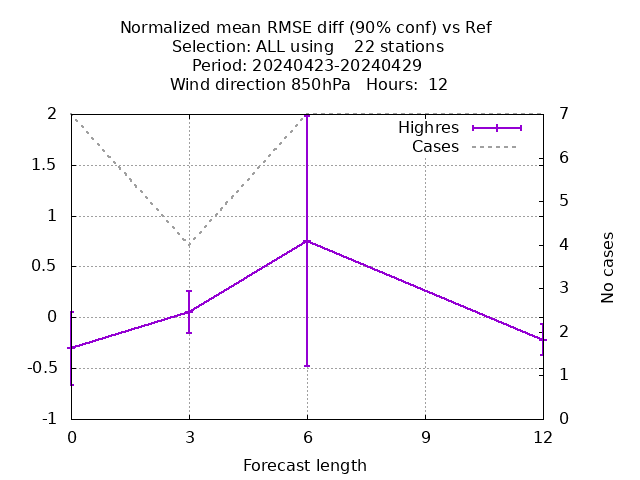 Normalized mean RMSE diff (90% conf) vs Ref
Selection: ALL using    22 stations
Period: 20240423-20240429
Wind direction 850hPa   Hours:  12
Highres
Cases
2
1.5
1
0.5
0
-0.5
-1
7
6
5
4
3
2
1
0
No cases
0 3 6 9 12
Forecast length